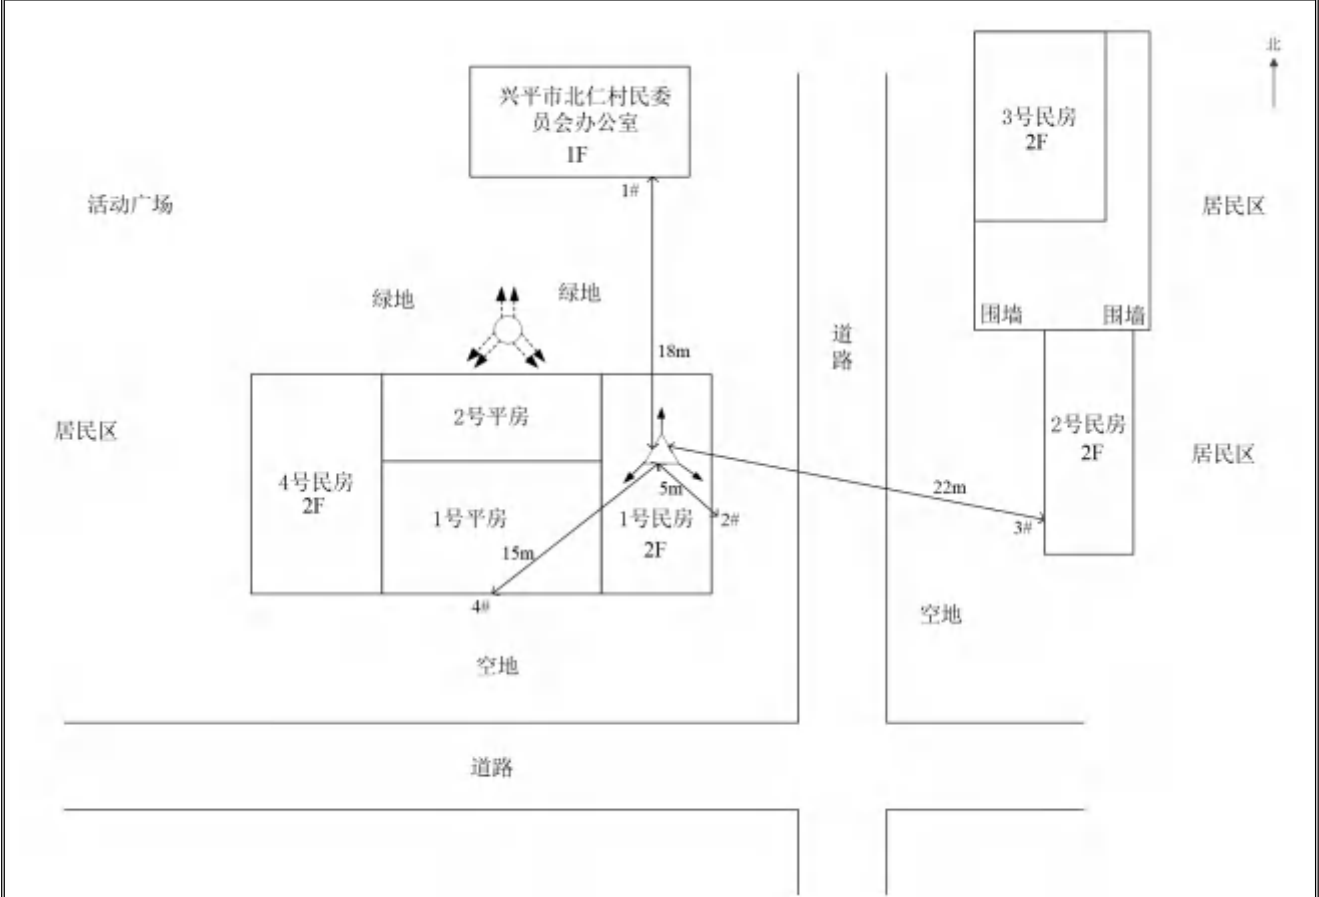 北
兴平市北仁村民委
员会办公室
1F
3号民房
2F
1#
活动广场
居民区
绿地
绿地
围墙
围墙
道
路
18m
2号平房
居民区
2号民房
2F
居民区
4号民房
2F
5m
22m
1号平房
1号民房
2F
2#
3#
15m
4#
空地
空地
道路